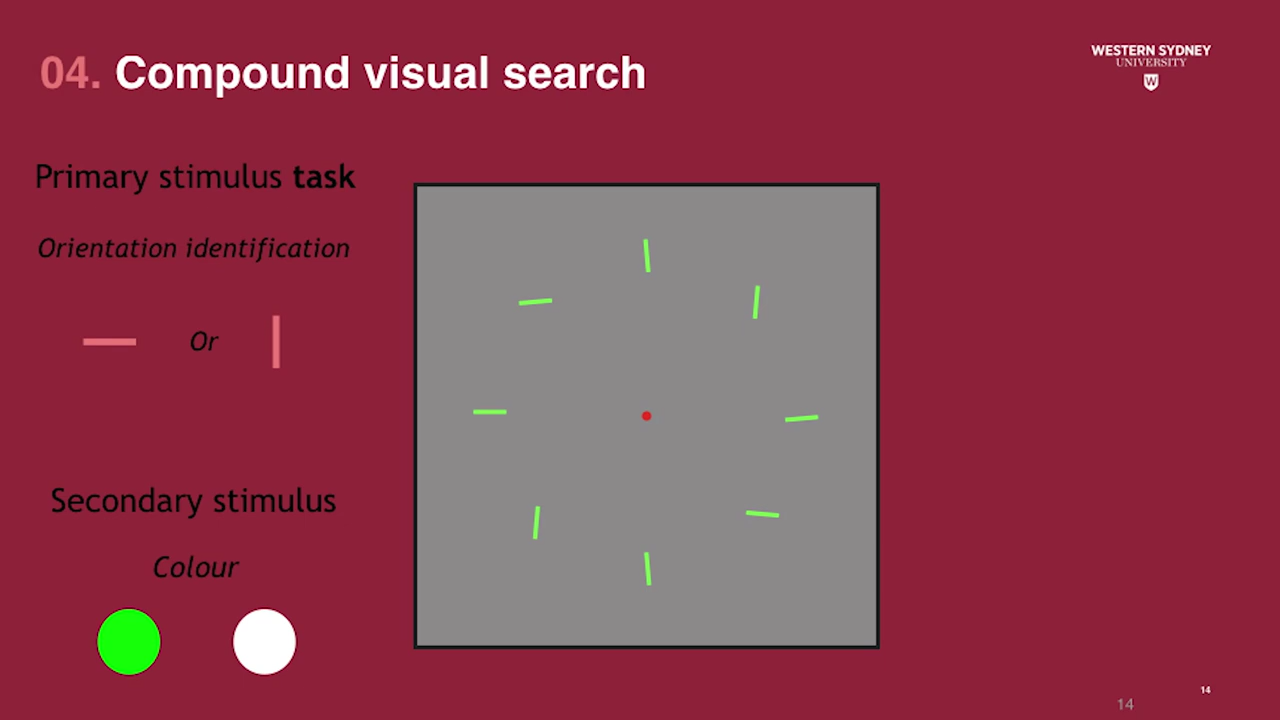 04. Compound visual search
WESTERN SYDNEY
UNIVERSITY
W
Primary stimulus task
Orientation identification
Or
Secondary stimulus
Colour
14
14